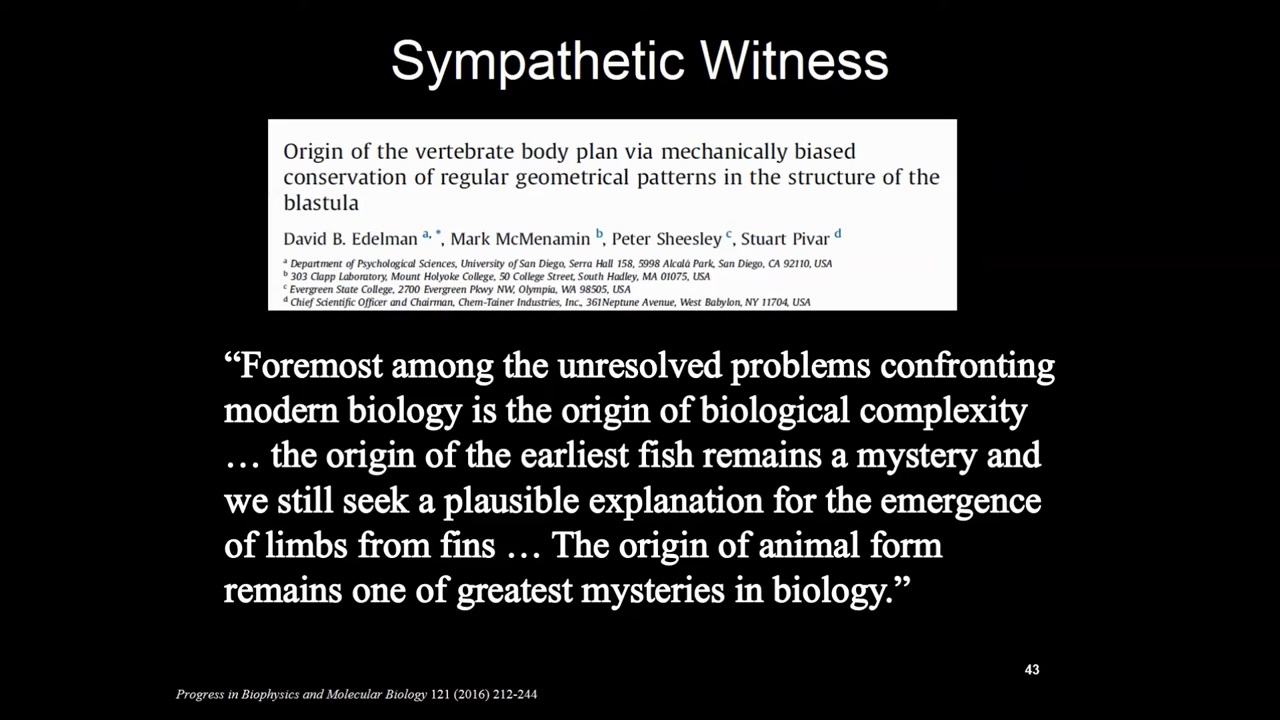 Sympathetic Witness
Origin of the vertebrate body plan via mechanically biased
conservation of regular geometrical patterns in the structure of the
blastula
David B. Edelman a, *, Mark McMenamin b, Peter Sheesley c, Stuart Pivar d
a Department of Psychological Sciences, University of San Diego, Serra Hall 158, 5998 Alcalá Park, San Diego, CA 92110, USA
b 303 Clapp Laboratory, Mount Holyoke College, 50 College Street, South Hadley, MA 01075, USA
c Evergreen State College, 2700 Evergreen Pkwy NW, Olympia, WA 98505, USA
d Chief Scientific Officer and Chairman, Chem-Tainer Industries, Inc., 361Neptune Avenue, West Babylon, NY 11704, USA
“Foremost among the unresolved problems confronting
modern biology is the origin of biological complexity
… the origin of the earliest fish remains a mystery and
we still seek a plausible explanation for the emergence
of limbs from fins … The origin of animal form
remains one of greatest mysteries in biology.”
43
Progress in Biophysics and Molecular Biology 121 (2016) 212-244